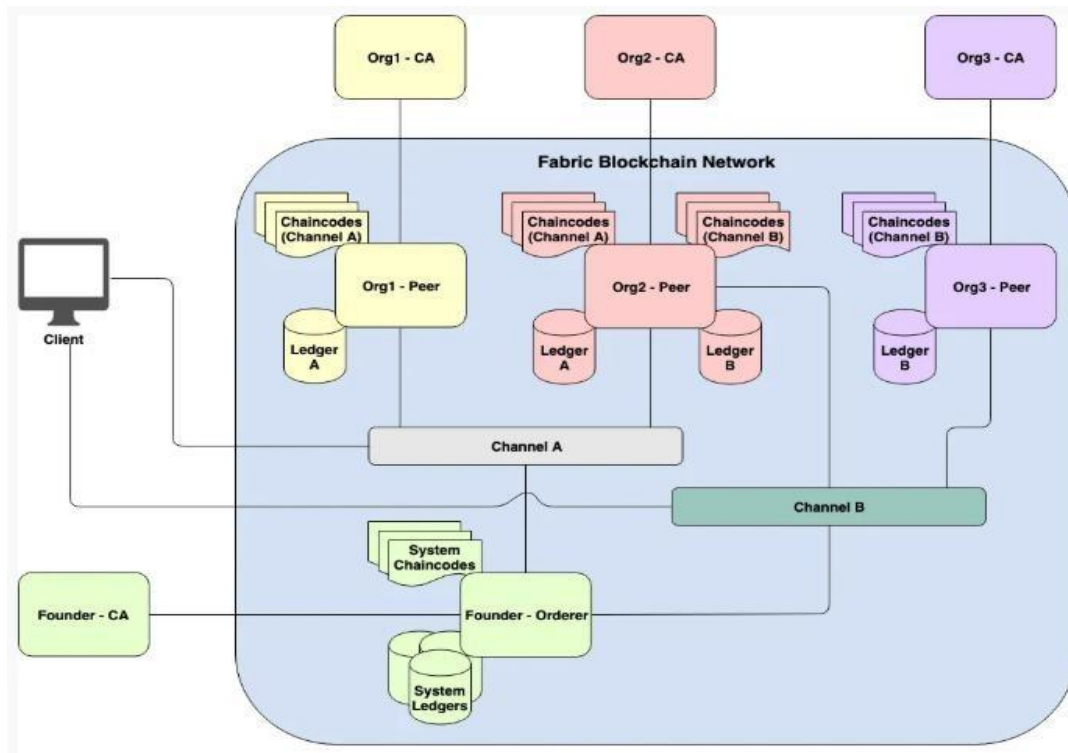 Org1 - CA
Org2 - CA
Org3 - CA
Fabric Blockchain Network
Chaincodes
(Channel A)
Chaincodes
(Channel A)
Chaincodes
(Channel B)
Chaincodes
(Channel B)
Org1 - Peer
Org2 - Peer
Org3 - Peer
Client
Ledger
A
Ledger
A
Ledger
B
Ledger
B
Channel A
Channel B
System
Chaincodes
Founder - CA
Founder - Orderer
System
Ledgers